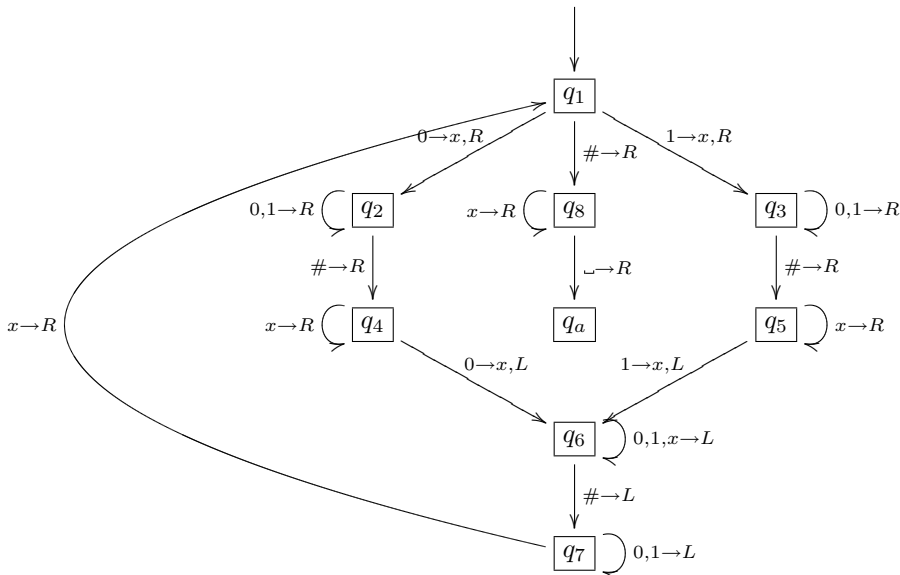 q1
0→x,R #→R 1→x,R
0,1→R q2 x→R q8 q3 0,1→R
#→R ␣→R #→R
x→R x→R q4 qa q5 x→R
0→x,L 1→x,L
q6 0,1,x→L
#→L
q7 0,1→L